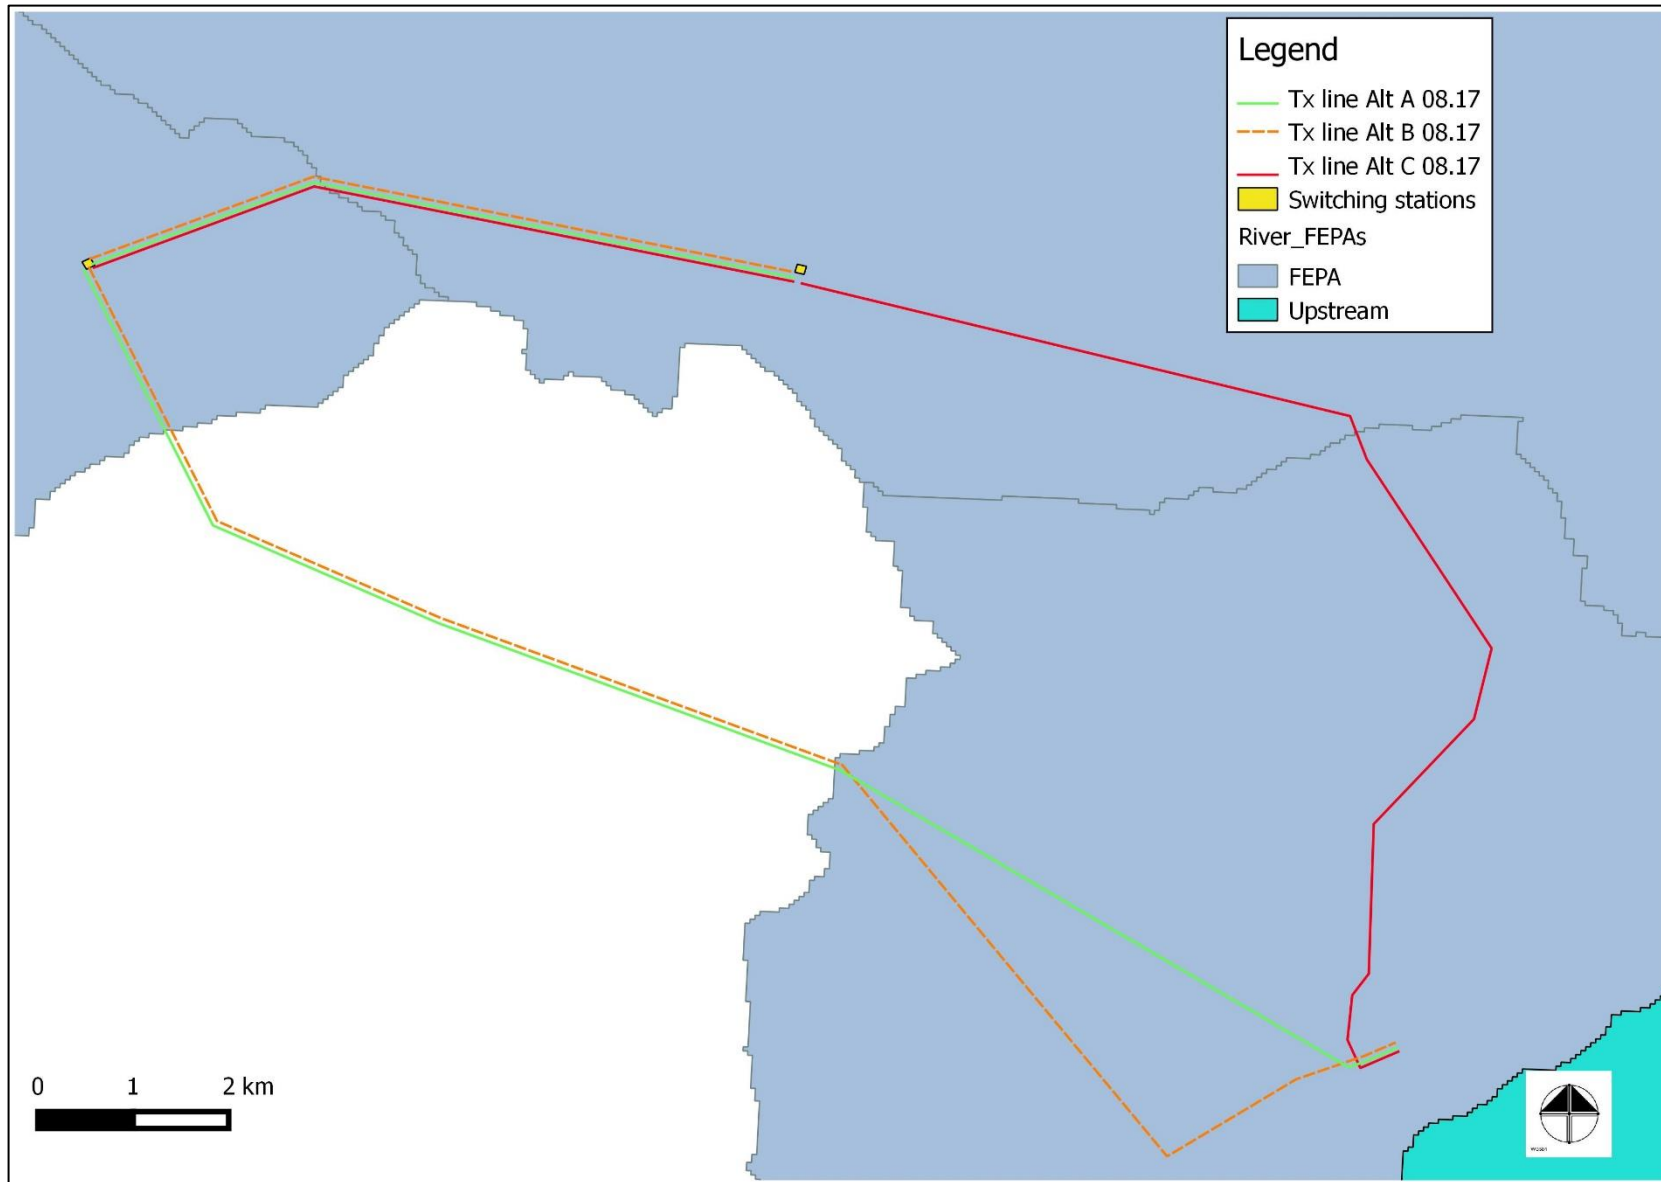 Legend
Tx line Alt A 08.17
Tx line Alt B 08.17
Tx line Alt C 08.17
Switching stations
River_FEPAs
FEPA
Upstream
0 1 2 km